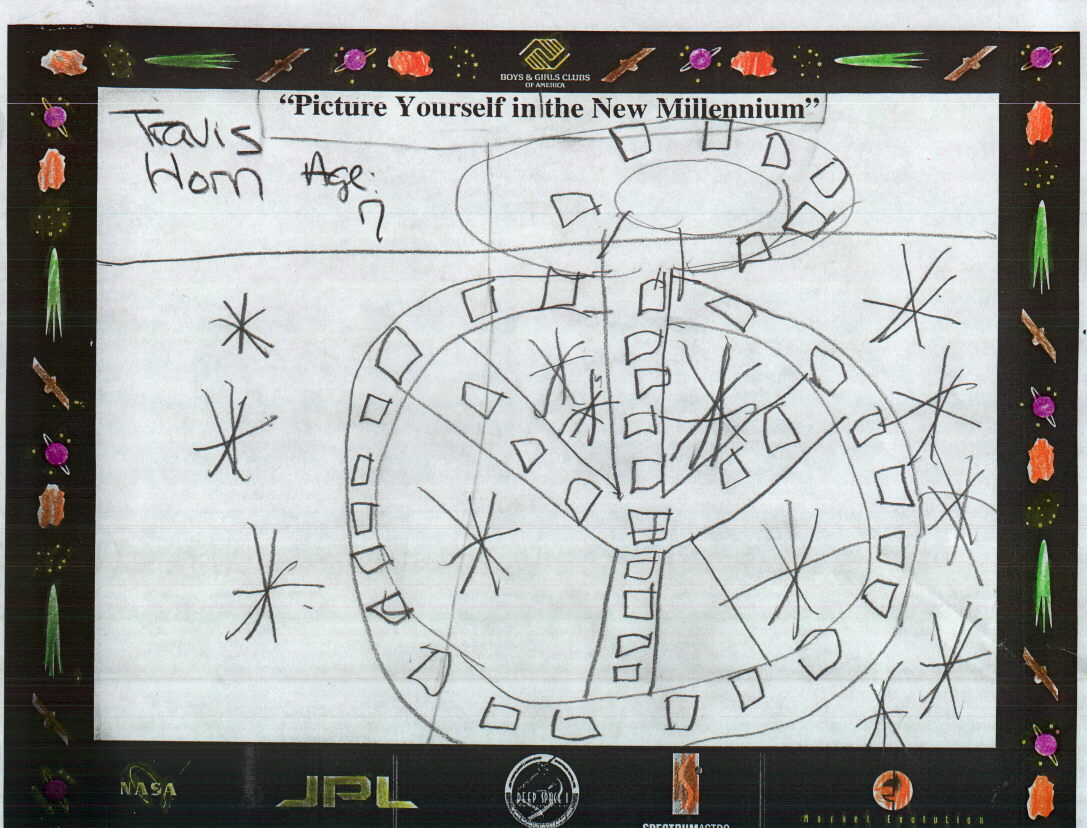 BOYS & GIRLS CLUBS
OF AMERICA
“Picture Yourself in the New Millennium”
Travis
Horn
Age:
7
NASA
JPL
DEEP SPACE 1
SPECTRUMASTRO
Market Evolution